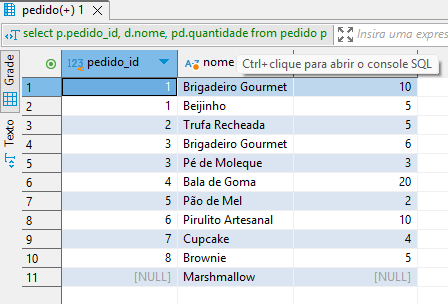 pedido(+) 1
select p.pedido_id, d.nome, pd.quantidade from pedido p
Insira uma expres
Grade
Texto
123 pedido_id A-Z nome
Ctrl+clique para abrir o console SQL
1 1 Brigadeiro Gourmet 10
2 1 Beijinho 5
3 2 Trufa Recheada 5
4 3 Brigadeiro Gourmet 6
5 3 Pé de Moleque 3
6 4 Bala de Goma 20
7 5 Pão de Mel 2
8 6 Pirulito Artesanal 10
9 7 Cupcake 4
10 8 Brownie 5
11 [NULL] Marshmallow [NULL]